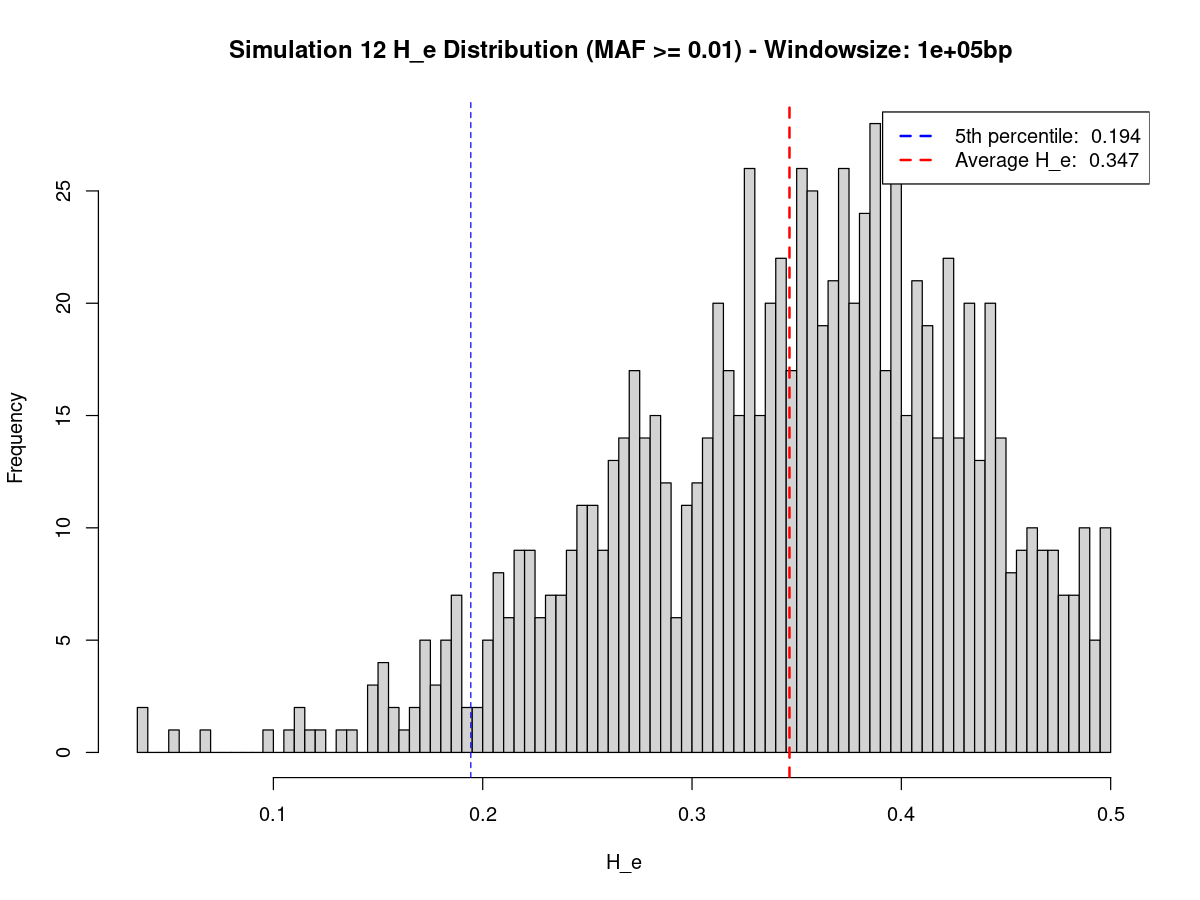 Simulation 12 H_e Distribution (MAF >= 0.01) - Windowsize: 1e+05bp
5th percentile:  0.194
Average H_e:  0.347
Frequency
25
20
15
10
5
0
0.1 0.2 0.3 0.4 0.5
H_e